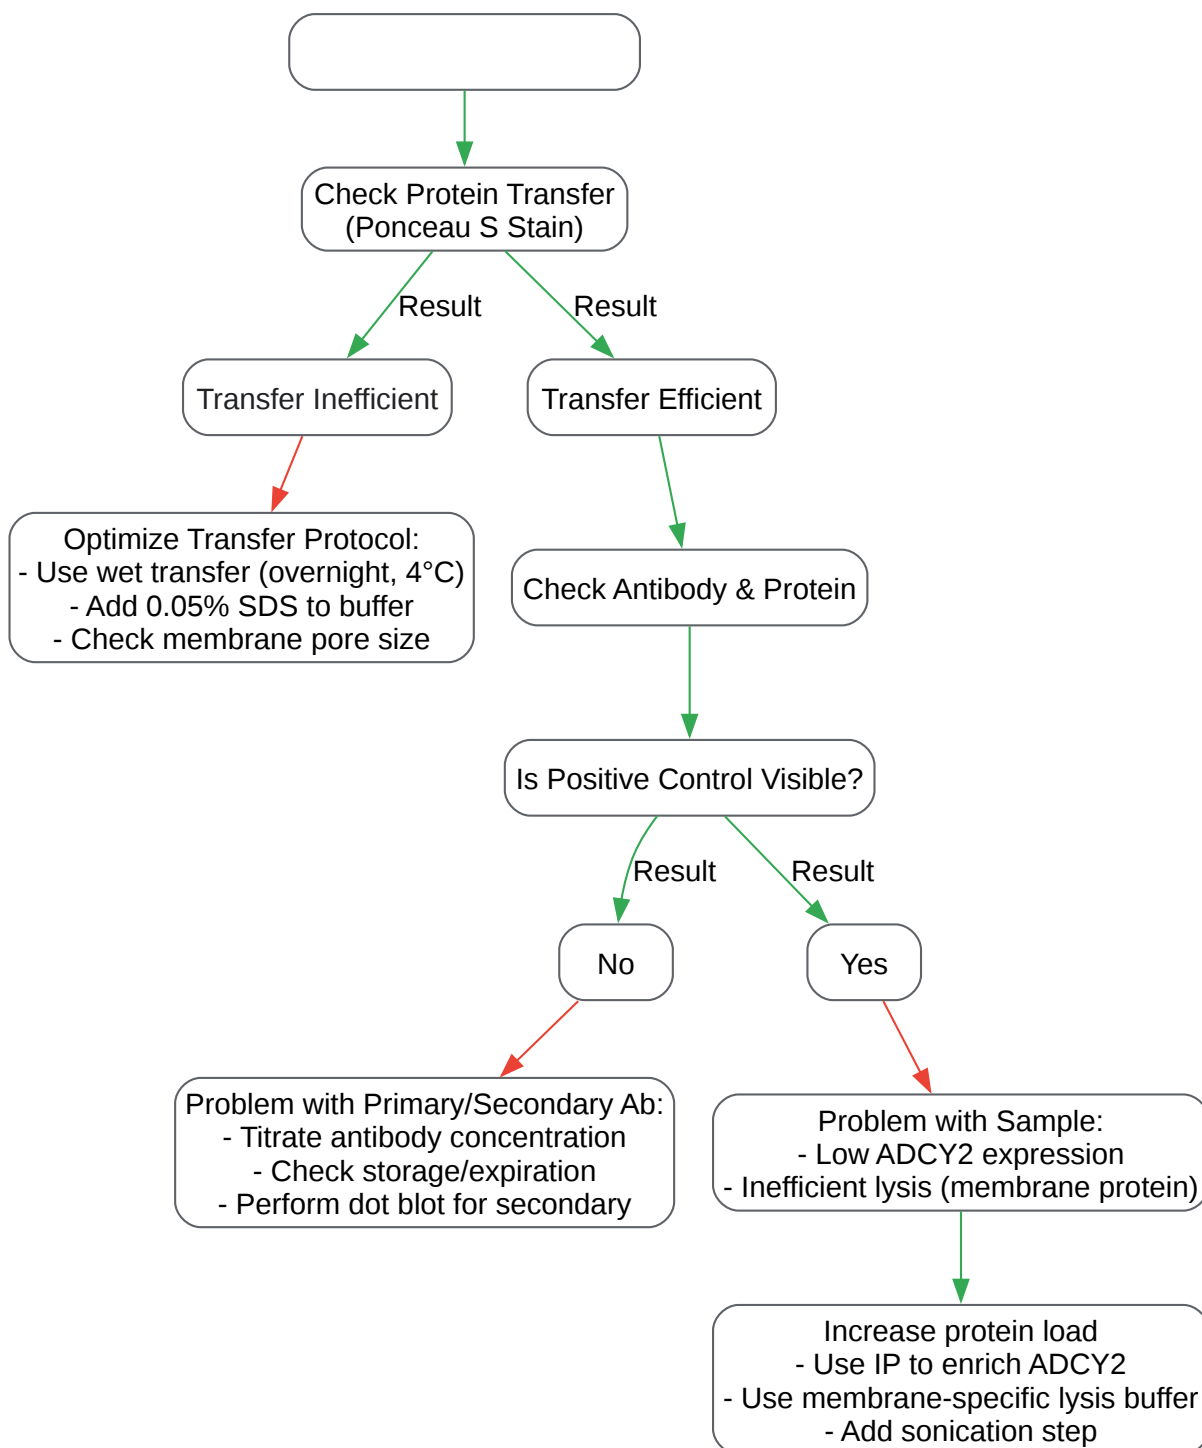 Check Protein Transfer
(Ponceau S Stain)
Result
Result
Transfer Inefficient
Transfer Efficient
Optimize Transfer Protocol:
- Use wet transfer (overnight, 4°C)
- Add 0.05% SDS to buffer
- Check membrane pore size
Check Antibody & Protein
Is Positive Control Visible?
Result
Result
No
Yes
Problem with Primary/Secondary Ab:
- Titrate antibody concentration
- Check storage/expiration
- Perform dot blot for secondary
Problem with Sample:
- Low ADCY2 expression
- Inefficient lysis (membrane protein)
Increase protein load
- Use IP to enrich ADCY2
- Use membrane-specific lysis buffer
- Add sonication step